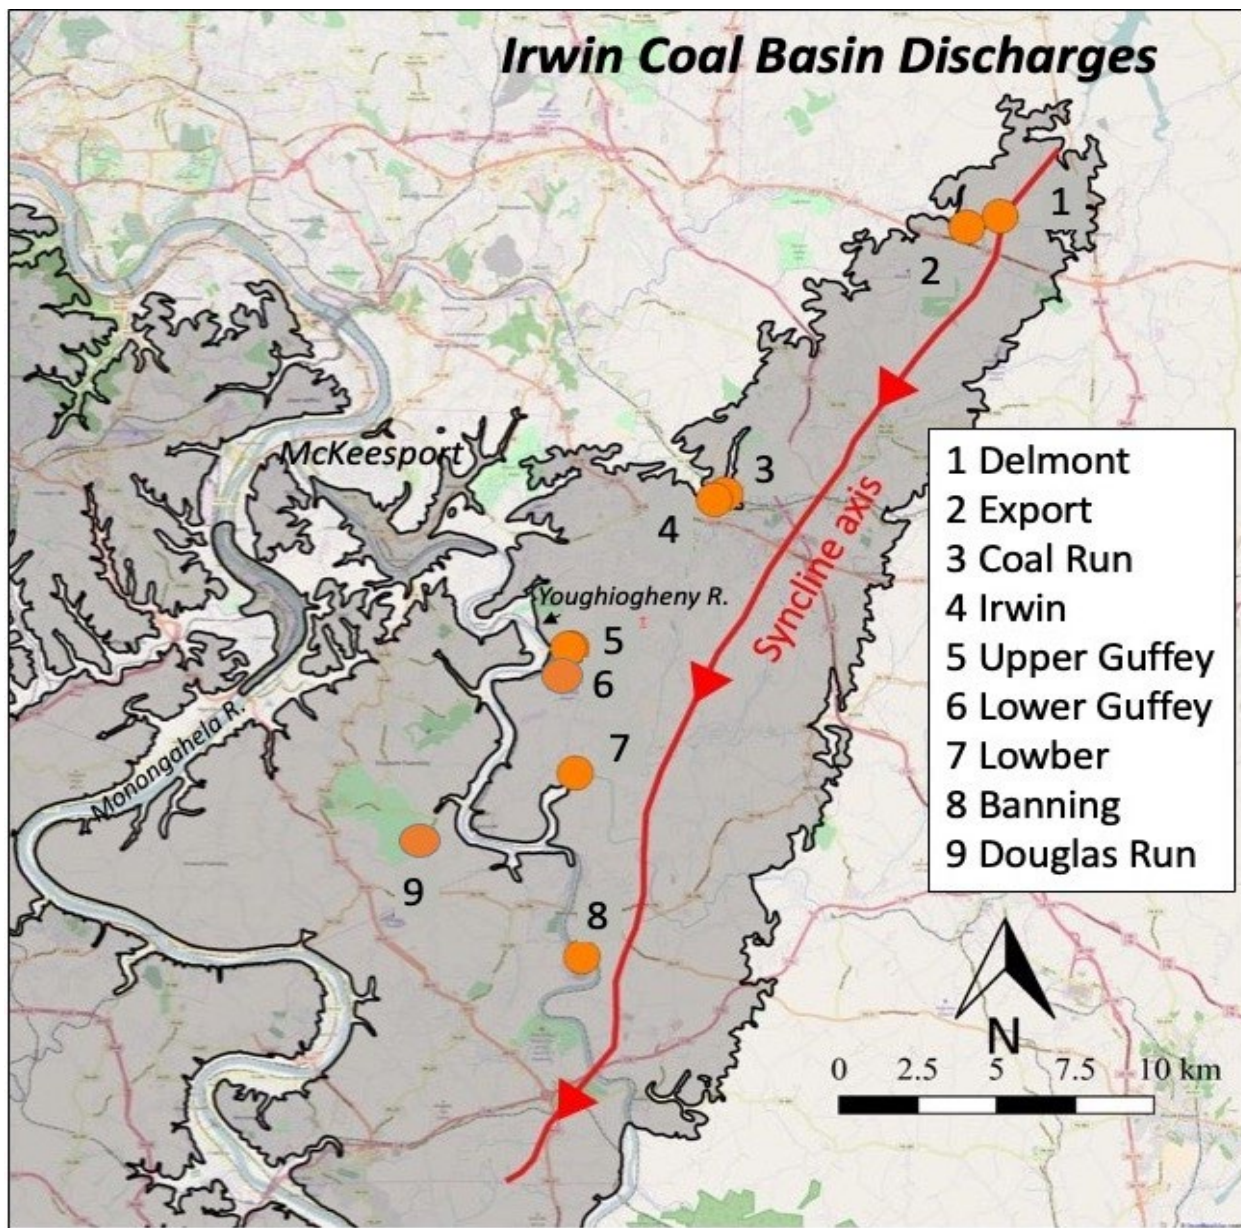 Irwin Coal Basin Discharges
1
2
McKeesport
3
4
Syncline axis
1 Delmont
2 Export
3 Coal Run
4 Irwin
5 Upper Guffey
6 Lower Guffey
7 Lowber
8 Banning
9 Douglas Run
Youghiogheny R.
5
6
Monongahela R.
7
9
8
N
0 2.5 5 7.5 10 km